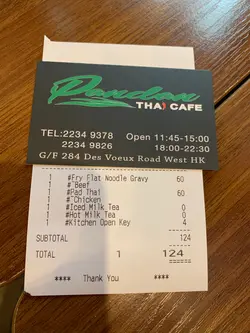 Pandan
THAI CAFE
TEL:2234 9378 Open 11:45-15:00
2234 9826 18:00-22:30
G/F 284 Des Voeux Road West HK
1 #Fry Flat Noodle Gravy 60
1 # Beef
1 #Pad Thai 60
1 # Chicken
1 #Iced Milk Tea 0
1 #Hot Milk Tea 0
1 #Kitchen Open Key 4
SUBTOTAL 124
TOTAL 1 124
**** Thank You ****